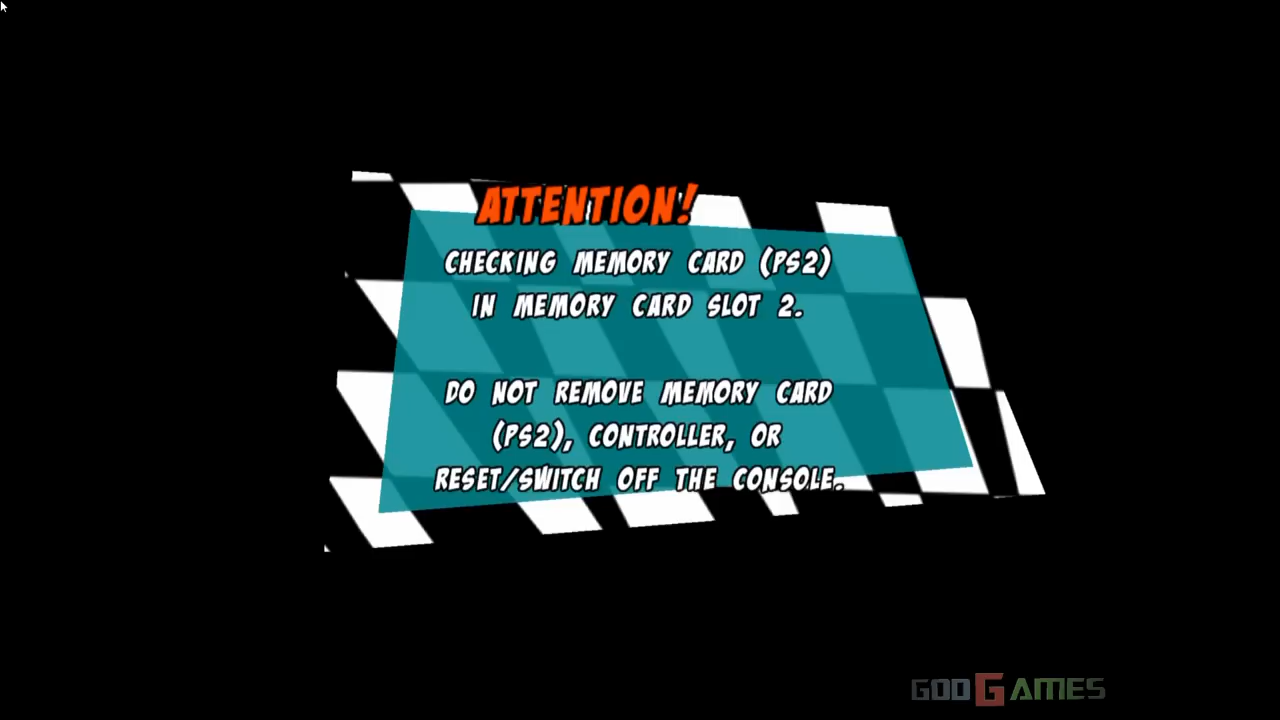 ATTENTION!
CHECKING MEMORY CARD (PS2)
IN MEMORY CARD SLOT 2.
DO NOT REMOVE MEMORY CARD
(PS2), CONTROLLER, OR
RESET/SWITCH OFF THE CONSOLE.
GODGAMES